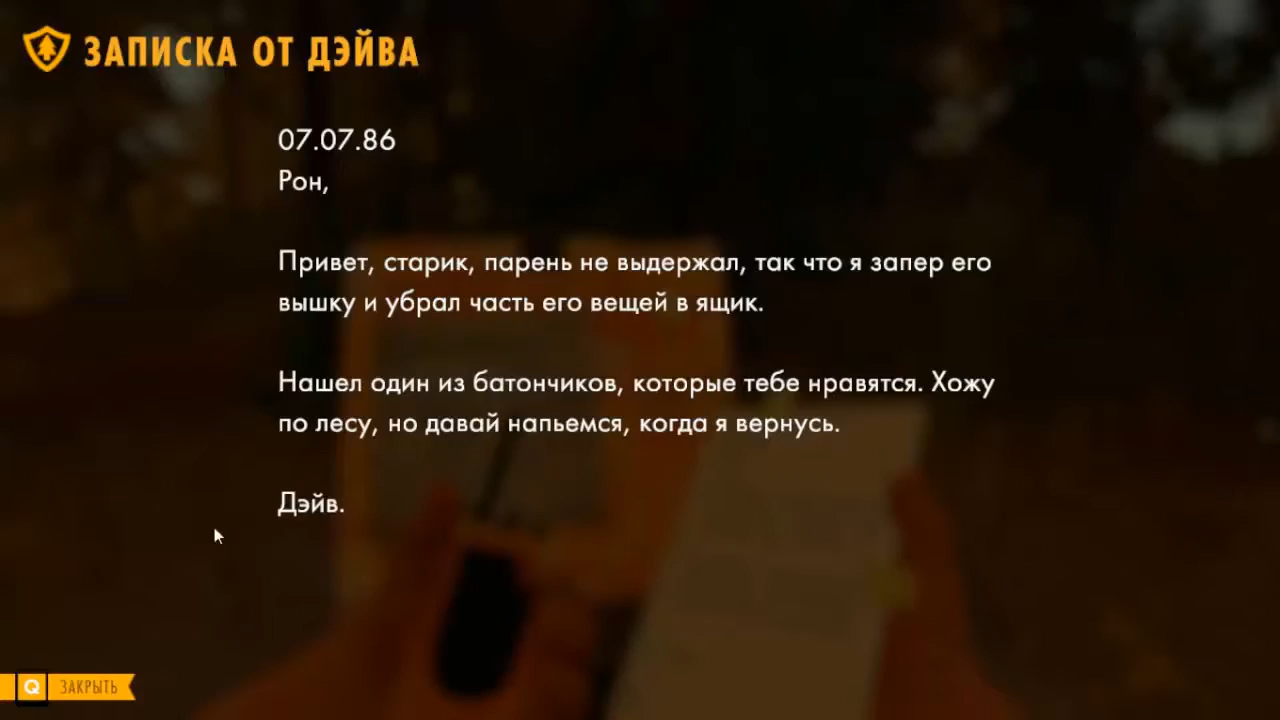 ЗАПИСКА ОТ ДЭЙВА
07.07.86
Рон,
Привет, старик, парень не выдержал, так что я запер его
вышку и убрал часть его вещей в ящик.
Нашел один из батончиков, которые тебе нравятся. Хожу
по лесу, но давай напьемся, когда я вернусь.
Дэйв.
Q ЗАКРЫТЬ